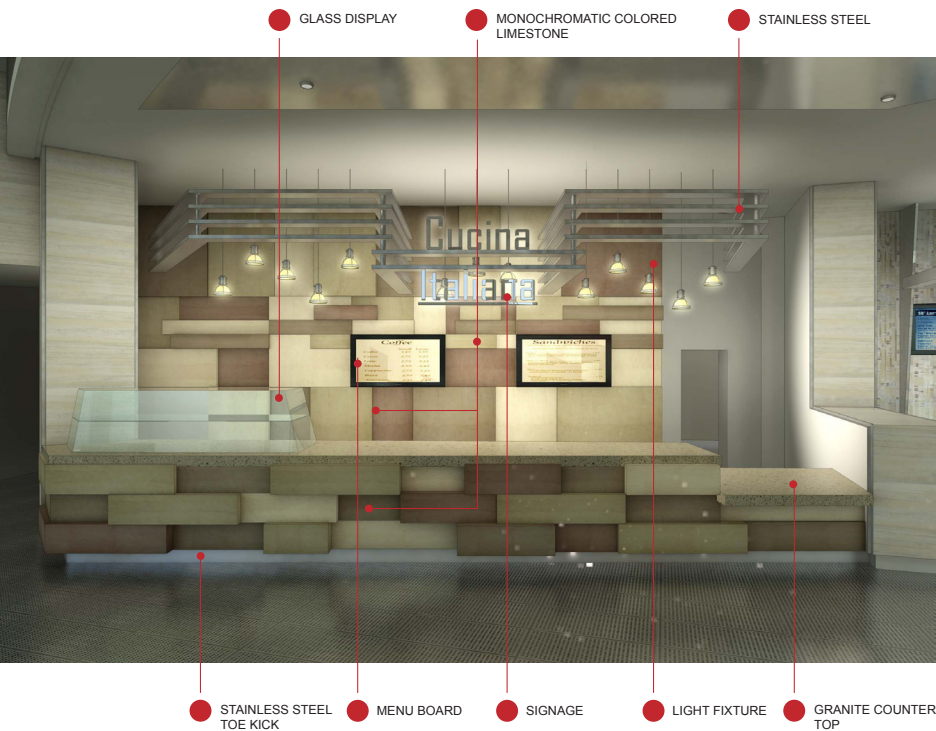 GLASS DISPLAY
MONOCHROMATIC COLORED
LIMESTONE
STAINLESS STEEL
Cucina
Italiana
Coffee
Sandwiches
STAINLESS STEEL
TOE KICK
MENU BOARD
SIGNAGE
LIGHT FIXTURE
GRANITE COUNTER
TOP